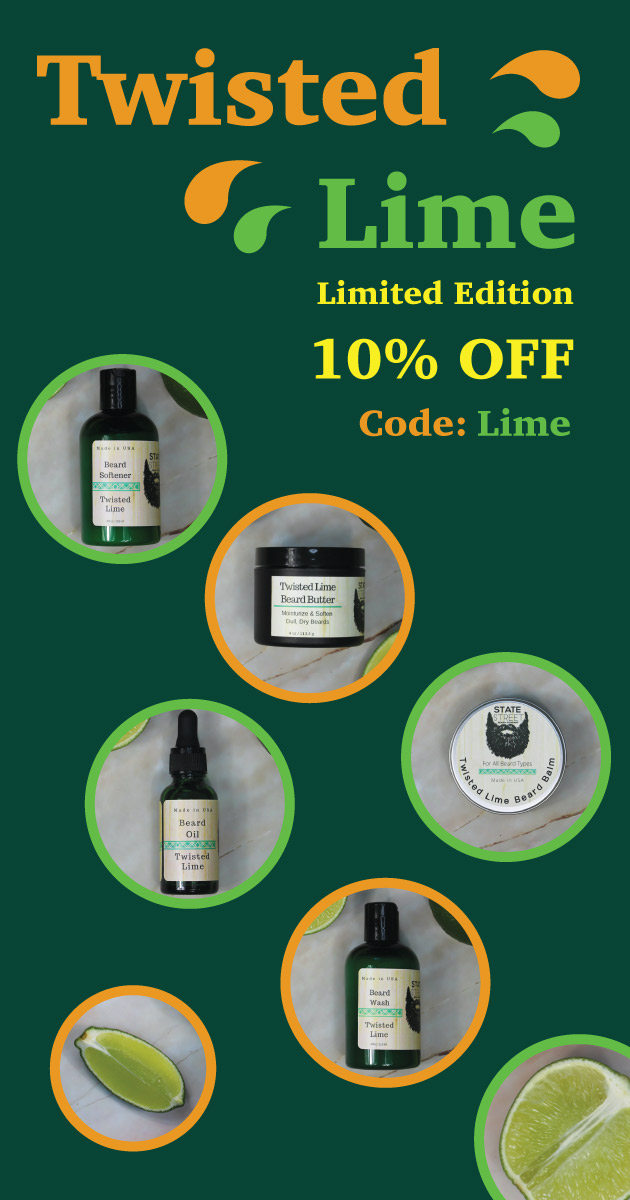 Twisted
Lime
Limited Edition
10% OFF
Code: Lime
Made in USA
Beard
Softener
Twisted
Lime
Twisted Lime
Beard Butter
Moisturize & Soften
Dull, Dry Beards
STATE
STREET
For All Beard Types
Made in USA
Twisted Lime Beard Balm
Made in USA
Beard
Oil
Twisted
Lime
Made in USA
Beard
Wash
Twisted
Lime